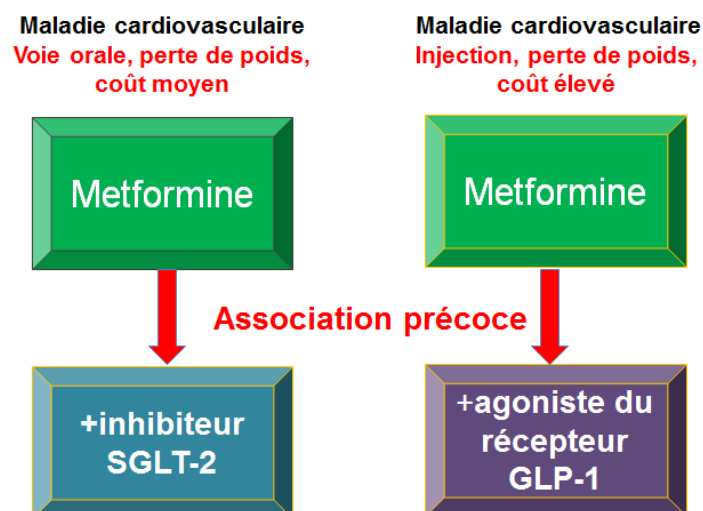 Maladie cardiovasculaire
Voie orale, perte de poids,
coût moyen
Maladie cardiovasculaire
Injection, perte de poids,
coût élevé
Metformine
Metformine
Association précoce
+inhibiteur
SGLT-2
+agoniste du
récepteur
GLP-1